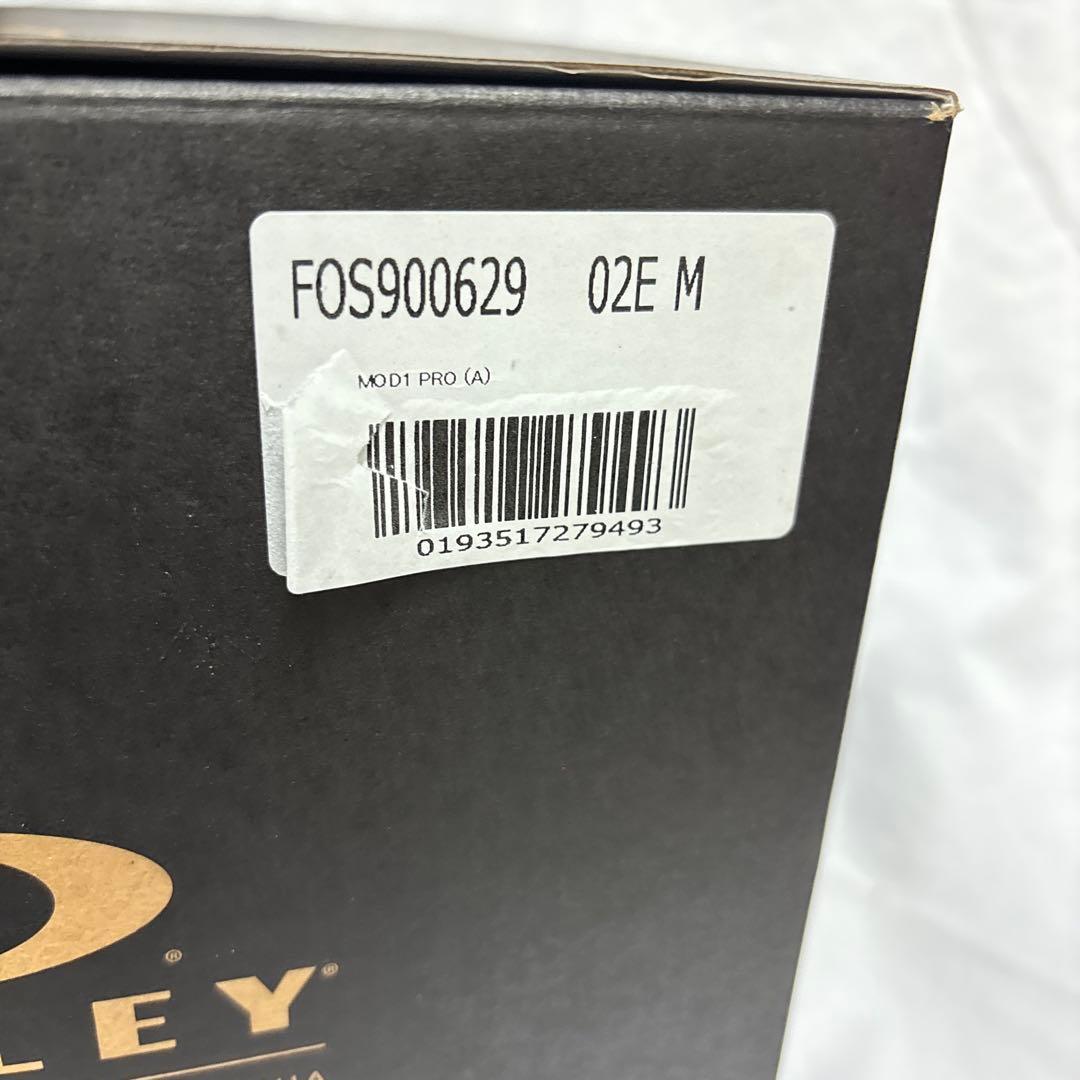 FOS900629 02E M
MOD1 PRO (A)
0193517279493
®
LEY®